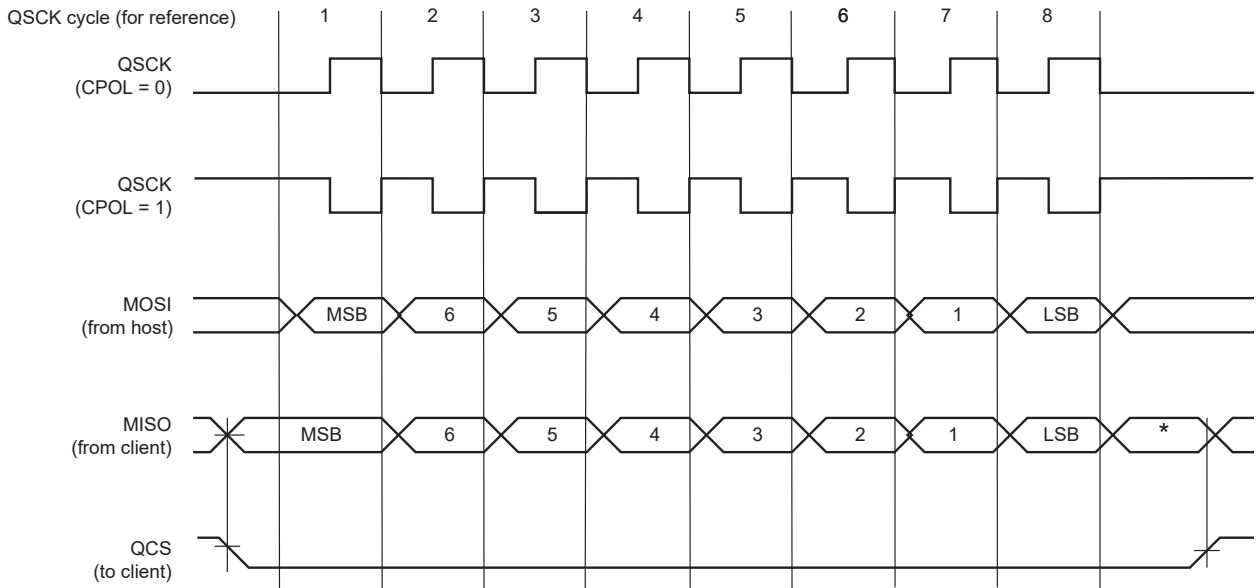 QSCK cycle (for reference) 1 2 3 4 5 6 7 8
QSCK
(CPOL = 0)
QSCK
(CPOL = 1)
MOSI
(from host)
MSB 6 5 4 3 2 1 LSB
MISO
(from client)
MSB 6 5 4 3 2 1 LSB *
QCS
(to client)